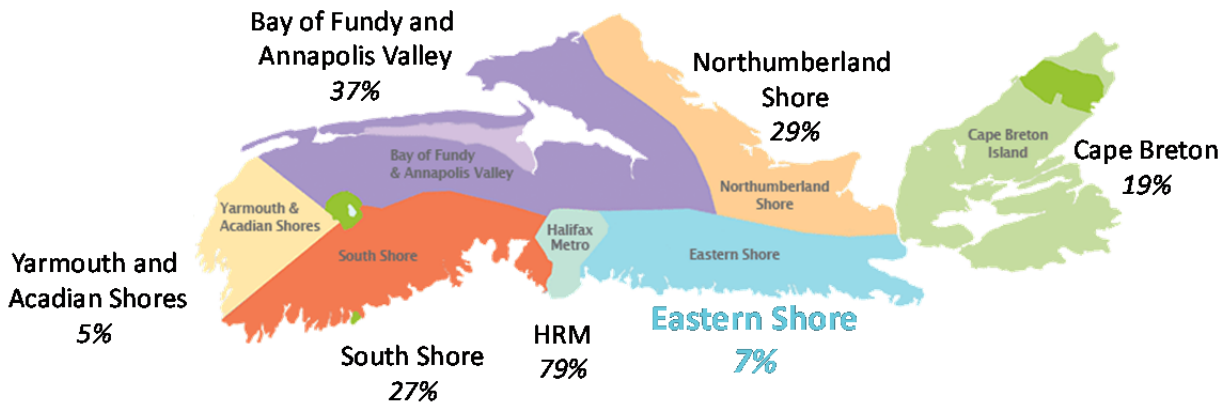 Bay of Fundy and
Annapolis Valley
37%
Northumberland
Shore
29%
Cape Breton
19%
Yarmouth and
Acadian Shores
5%
South Shore
27%
HRM
79%
Eastern Shore
7%
Bay of Fundy
& Annapolis Valley
Northumberland
Shore
Cape Breton
Island
Yarmouth &
Acadian Shores
South Shore
Halifax
Metro
Eastern Shore